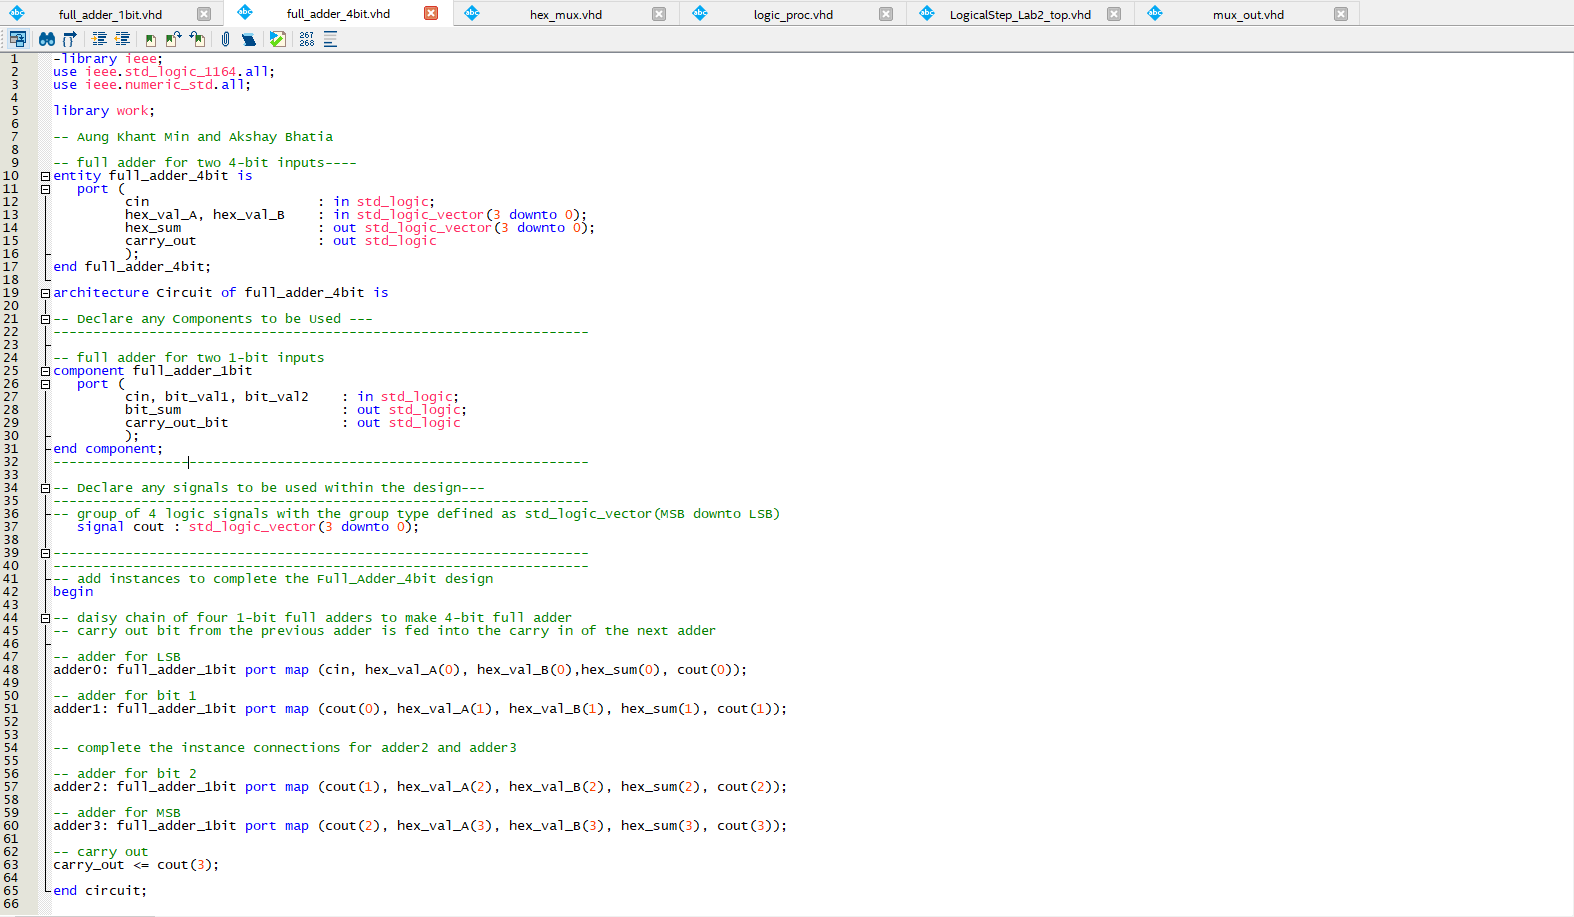 full_adder_1bit.vhd
full_adder_4bit.vhd
hex_mux.vhd
logic_proc.vhd
LogicalStep_Lab2_top.vhd
mux_out.vhd
267
268
1 -library ieee;
2 use ieee.std_logic_1164.all;
3 use ieee.numeric_std.all;
4
5 library work;
6
7 -- Aung Khant Min and Akshay Bhatia
8
9 -- full adder for two 4-bit inputs----
10 entity full_adder_4bit is
11 port (
12 cin : in std_logic;
13 hex_val_A, hex_val_B : in std_logic_vector(3 downto 0);
14 hex_sum : out std_logic_vector(3 downto 0);
15 carry_out : out std_logic
16 );
17 end full_adder_4bit;
18
19 architecture Circuit of full_adder_4bit is
20
21 -- Declare any Components to be Used ---
22 -------------------------------------------------------------------
23
24 -- full adder for two 1-bit inputs
25 component full_adder_1bit
26 port (
27 cin, bit_val1, bit_val2 : in std_logic;
28 bit_sum : out std_logic;
29 carry_out_bit : out std_logic
30 );
31 end component;
32 -------------------------------------------------------------------
33
34 -- Declare any signals to be used within the design---
35 -------------------------------------------------------------------
36 -- group of 4 logic signals with the group type defined as std_logic_vector(MSB downto LSB)
37 signal cout : std_logic_vector(3 downto 0);
38
39 -------------------------------------------------------------------
40 -------------------------------------------------------------------
41 -- add instances to complete the Full_Adder_4bit design
42 begin
43
44 -- daisy chain of four 1-bit full adders to make 4-bit full adder
45 -- carry out bit from the previous adder is fed into the carry in of the next adder
46
47 -- adder for LSB
48 adder0: full_adder_1bit port map (cin, hex_val_A(0), hex_val_B(0),hex_sum(0), cout(0));
49
50 -- adder for bit 1
51 adder1: full_adder_1bit port map (cout(0), hex_val_A(1), hex_val_B(1), hex_sum(1), cout(1));
52
53
54 -- complete the instance connections for adder2 and adder3
55
56 -- adder for bit 2
57 adder2: full_adder_1bit port map (cout(1), hex_val_A(2), hex_val_B(2), hex_sum(2), cout(2));
58
59 -- adder for MSB
60 adder3: full_adder_1bit port map (cout(2), hex_val_A(3), hex_val_B(3), hex_sum(3), cout(3));
61
62 -- carry out
63 carry_out <= cout(3);
64
65 end circuit;
66